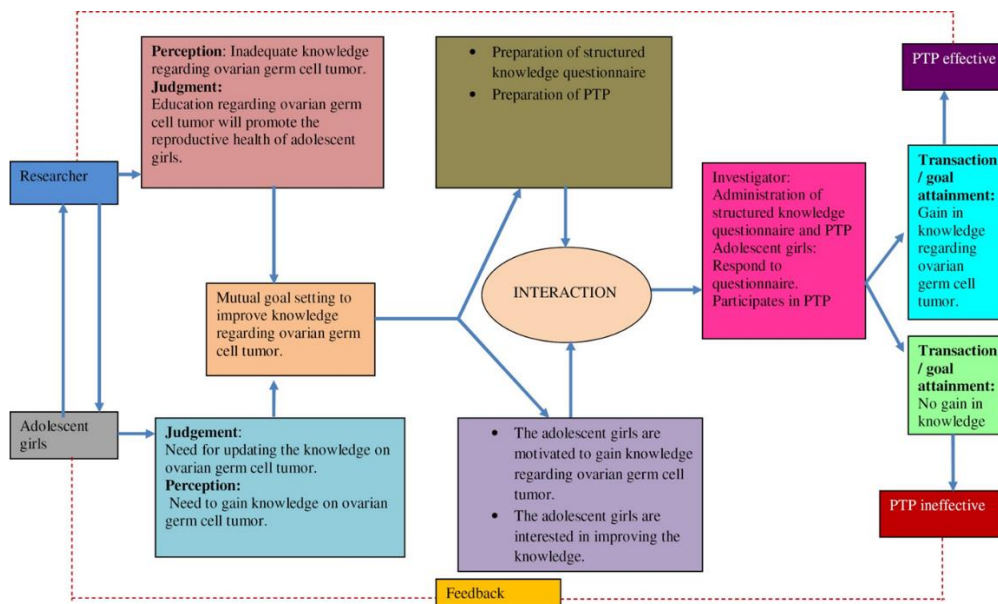 Researcher
Perception: Inadequate knowledge
regarding ovarian germ cell tumor.
Judgment:
Education regarding ovarian germ
cell tumor will promote the
reproductive health of adolescent
girls.
• Preparation of structured
knowledge questionnaire
• Preparation of PTP
PTP effective
Mutual goal setting to
improve knowledge
regarding ovarian germ cell
tumor.
INTERACTION
Investigator:
Administration of
structured knowledge
questionnaire and PTP
Adolescent girls:
Respond to
questionnaire.
Participates in PTP
Transaction
/ goal
attainment:
Gain in
knowledge
regarding
ovarian
germ cell
tumor.
Transaction
/ goal
attainment:
No gain in
knowledge
Adolescent
girls
Judgement:
Need for updating the knowledge on
ovarian germ cell tumor.
Perception:
Need to gain knowledge on ovarian
germ cell tumor.
• The adolescent girls are
motivated to gain knowledge
regarding ovarian germ cell
tumor.
• The adolescent girls are
interested in improving the
knowledge.
PTP ineffective
Feedback